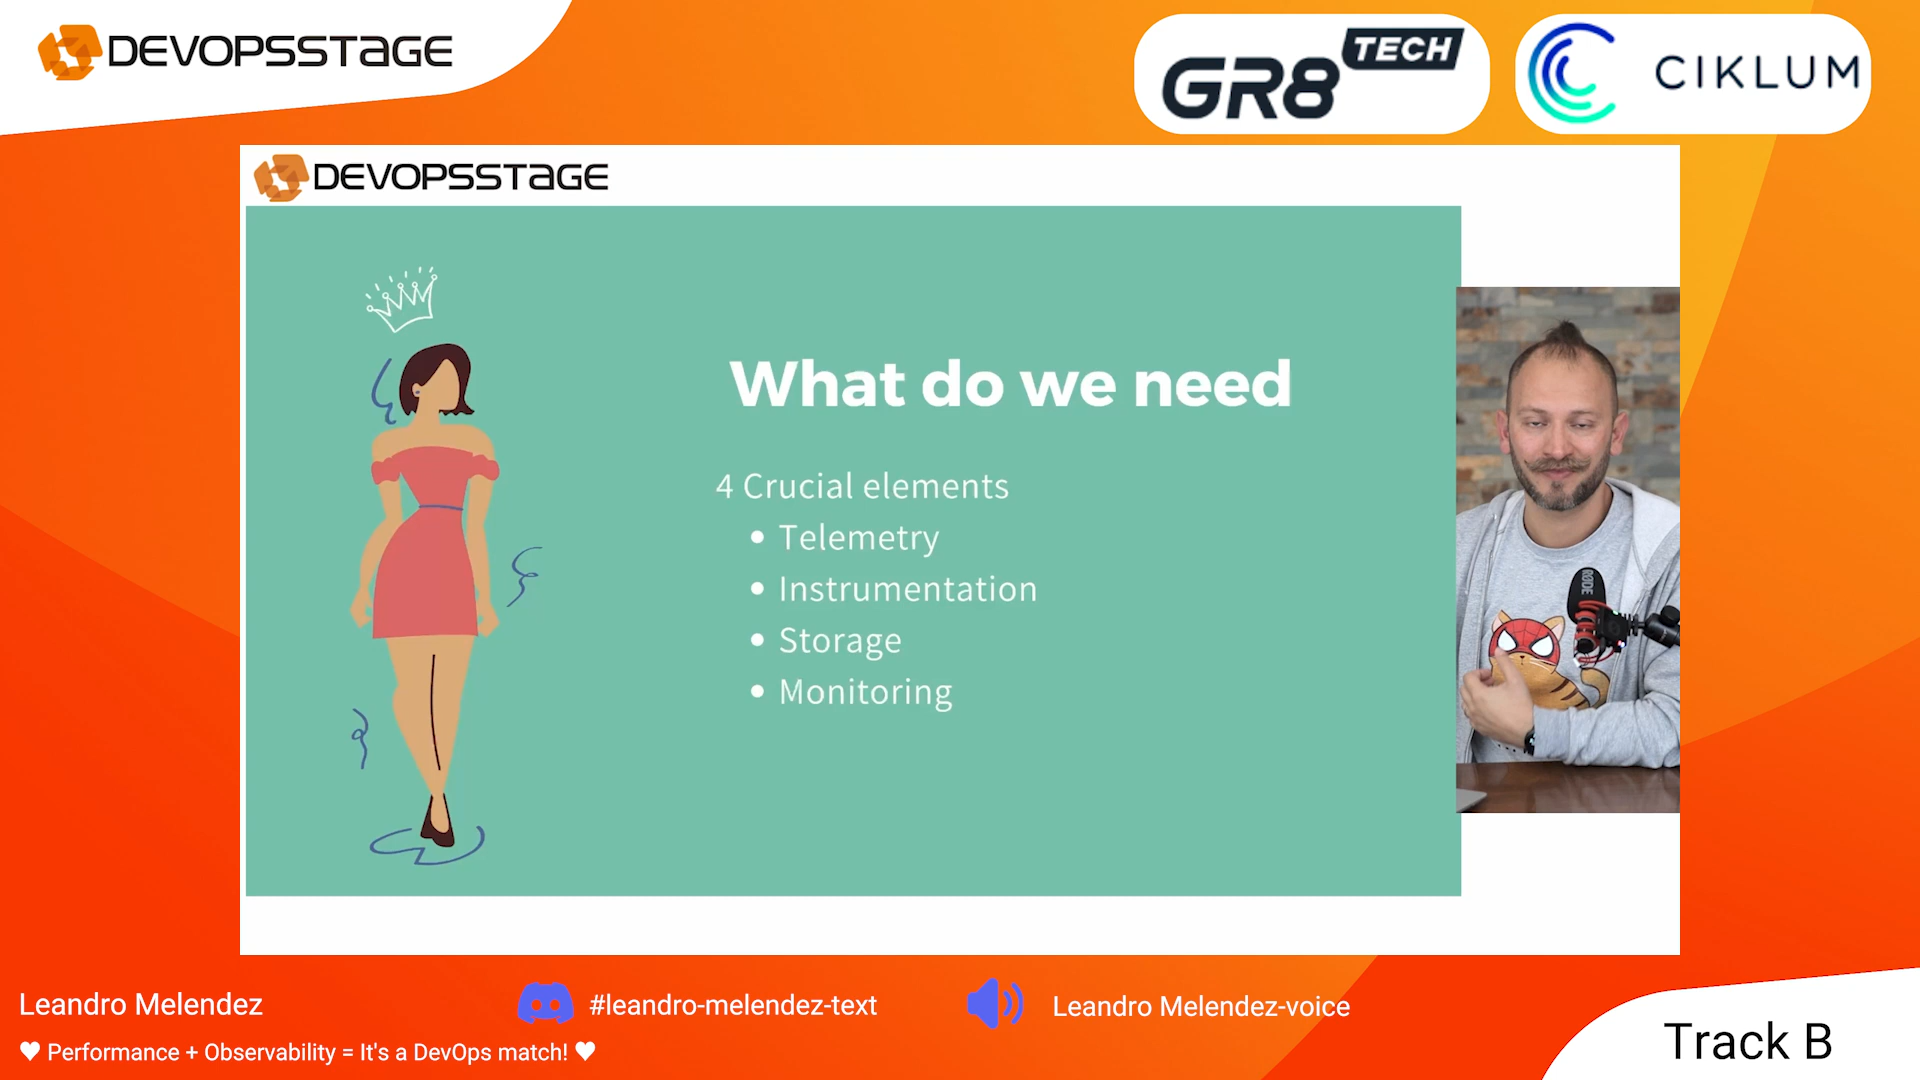 DEVOPSSTAGE
GR8 TECH
CIKLUM
DEVOPSSTAGE
What do we need
4 Crucial elements
• Telemetry
• Instrumentation
• Storage
• Monitoring
RØDE
Leandro Melendez
#leandro-melendez-text
Leandro Melendez-voice
♥ Performance + Observability = It's a DevOps match! ♥
Track B